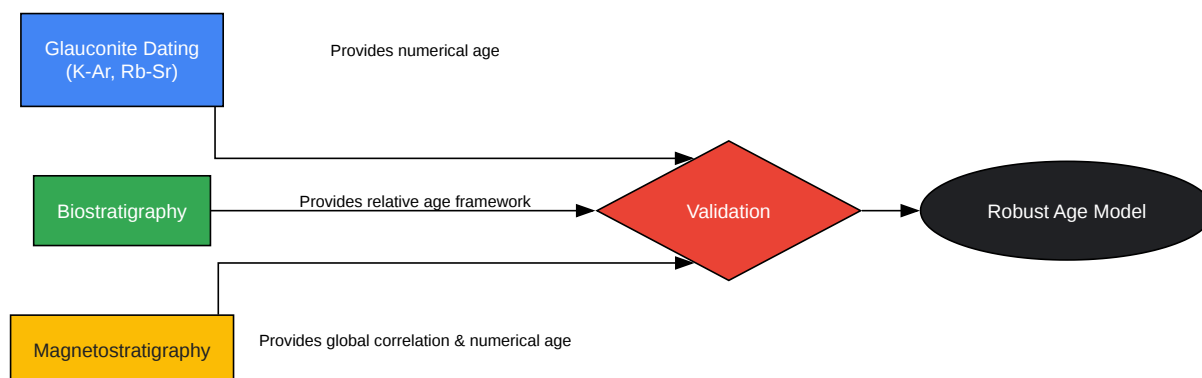 Glauconite Dating
(K-Ar, Rb-Sr)
Provides numerical age
Biostratigraphy
Provides relative age framework
Validation
Robust Age Model
Magnetostratigraphy
Provides global correlation & numerical age